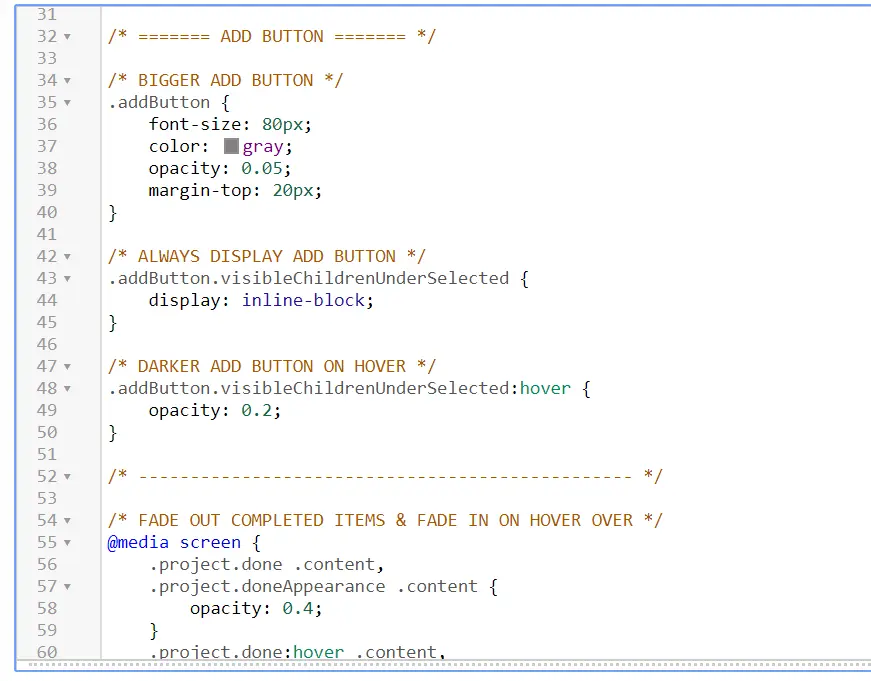 31
32 /* ======= ADD BUTTON ======= */
33
34 /* BIGGER ADD BUTTON */
35 .addButton {
36 font-size: 80px;
37 color: gray;
38 opacity: 0.05;
39 margin-top: 20px;
40 }
41
42 /* ALWAYS DISPLAY ADD BUTTON */
43 .addButton.visibleChildrenUnderSelected {
44 display: inline-block;
45 }
46
47 /* DARKER ADD BUTTON ON HOVER */
48 .addButton.visibleChildrenUnderSelected:hover {
49 opacity: 0.2;
50 }
51
52 /* ------------------------------------------------ */
53
54 /* FADE OUT COMPLETED ITEMS & FADE IN ON HOVER OVER */
55 @media screen {
56 .project.done .content,
57 .project.doneAppearance .content {
58 opacity: 0.4;
59 }
60 .project.done:hover .content,